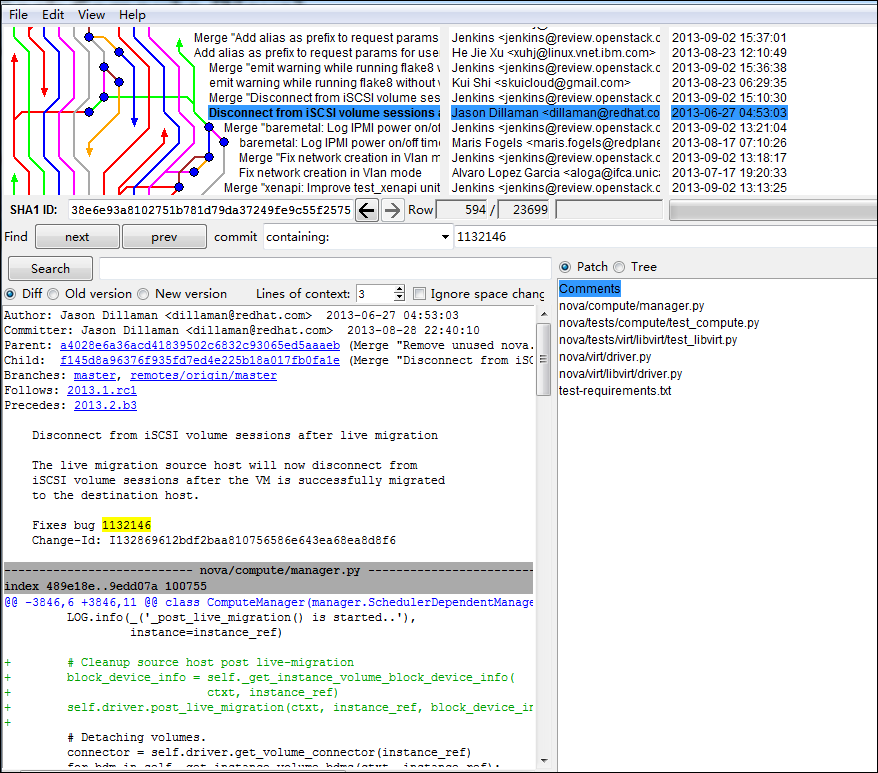 File Edit View Help
Merge "Add alias as prefix to request params Jenkins <jenkins@review.openstack.c 2013-09-02 15:37:01
Add alias as prefix to request params for use He Jie Xu <xuhj@linux.vnet.ibm.com> 2013-08-23 12:10:49
Merge "emit warning while running flake8 v Jenkins <jenkins@review.openstack.c 2013-09-02 15:36:38
emit warning while running flake8 without v Kui Shi <skuicloud@gmail.com> 2013-08-23 06:29:35
Merge "Disconnect from iSCSI volume ses Jenkins <jenkins@review.openstack.c 2013-09-02 15:10:30
Disconnect from iSCSI volume sessions a Jason Dillaman <dillaman@redhat.co 2013-06-27 04:53:03
Merge "baremetal: Log IPMI power on/of Jenkins <jenkins@review.openstack.c 2013-09-02 13:21:04
baremetal: Log IPMI power on/off time Maris Fogels <maris.fogels@redplane 2013-08-17 07:10:26
Merge "Fix network creation in Vlan m Jenkins <jenkins@review.openstack.c 2013-09-02 13:18:17
Fix network creation in Vlan mode Alvaro Lopez Garcia <aloga@ifca.unic 2013-07-17 19:20:33
Merge "xenapi: Improve test_xenapi unit Jenkins <jenkins@review.openstack.c 2013-09-02 13:13:25
SHA1 ID: 38e6e93a8102751b781d79da37249fe9c55f2575 Row 594 / 23699
Find next prev commit containing: 1132146
Search
Diff Old version New version Lines of context: 3 Ignore space chang
Patch Tree
Author: Jason Dillaman <dillaman@redhat.com> 2013-06-27 04:53:03
Committer: Jason Dillaman <dillaman@redhat.com> 2013-08-28 22:40:10
Parent: a4028e6a36acd41839502c6832c93065ed5aaaeb (Merge "Remove unused nova.
Child: f145d8a96376f935fd7ed4e225b18a017fb0fa1e (Merge "Disconnect from iSC
Branches: master, remotes/origin/master
Follows: 2013.1.rc1
Precedes: 2013.2.b3
Disconnect from iSCSI volume sessions after live migration
The live migration source host will now disconnect from
iSCSI volume sessions after the VM is successfully migrated
to the destination host.
Fixes bug 1132146
Change-Id: I132869612bdf2baa810756586e643ea68ea8d8f6
-------------------------- nova/compute/manager.py --------------------------
index 489e18e..9edd07a 100755
@@ -3846,6 +3846,11 @@ class ComputeManager(manager.SchedulerDependentManage
LOG.info(_('_post_live_migration() is started..'),
instance=instance_ref)
+ # Cleanup source host post live-migration
+ block_device_info = self._get_instance_volume_block_device_info(
+ ctxt, instance_ref)
+ self.driver.post_live_migration(ctxt, instance_ref, block_device_in
+
# Detaching volumes.
connector = self.driver.get_volume_connector(instance_ref)
for bdm in self._get_instance_volume_bdms(ctxt, instance_ref):
Comments
nova/compute/manager.py
nova/tests/compute/test_compute.py
nova/tests/virt/libvirt/test_libvirt.py
nova/virt/driver.py
nova/virt/libvirt/driver.py
test-requirements.txt